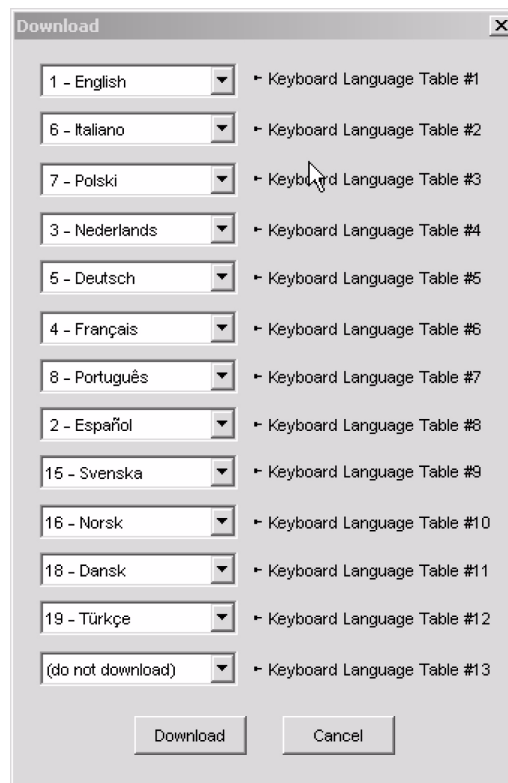 Download
1 - English Keyboard Language Table #1
6 - Italiano Keyboard Language Table #2
7 - Polski Keyboard Language Table #3
3 - Nederlands Keyboard Language Table #4
5 - Deutsch Keyboard Language Table #5
4 - Français Keyboard Language Table #6
8 - Português Keyboard Language Table #7
2 - Español Keyboard Language Table #8
15 - Svenska Keyboard Language Table #9
16 - Norsk Keyboard Language Table #10
18 - Dansk Keyboard Language Table #11
19 - Türkçe Keyboard Language Table #12
(do not download) Keyboard Language Table #13
Download Cancel